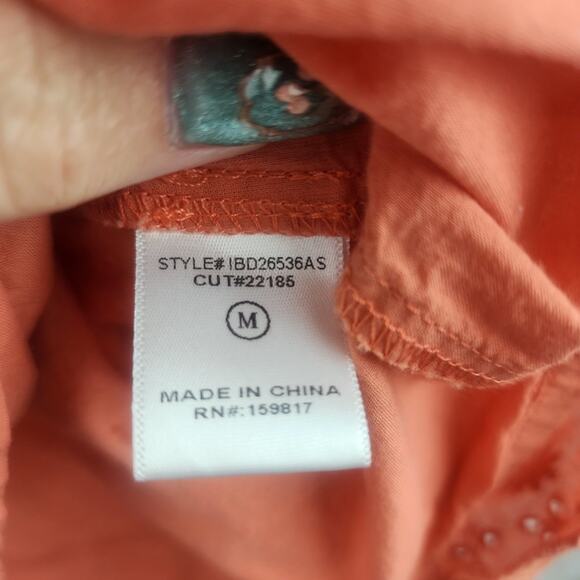 STYLE# IBD26536AS
CUT#22185
M
MADE IN CHINA
RN#:159817